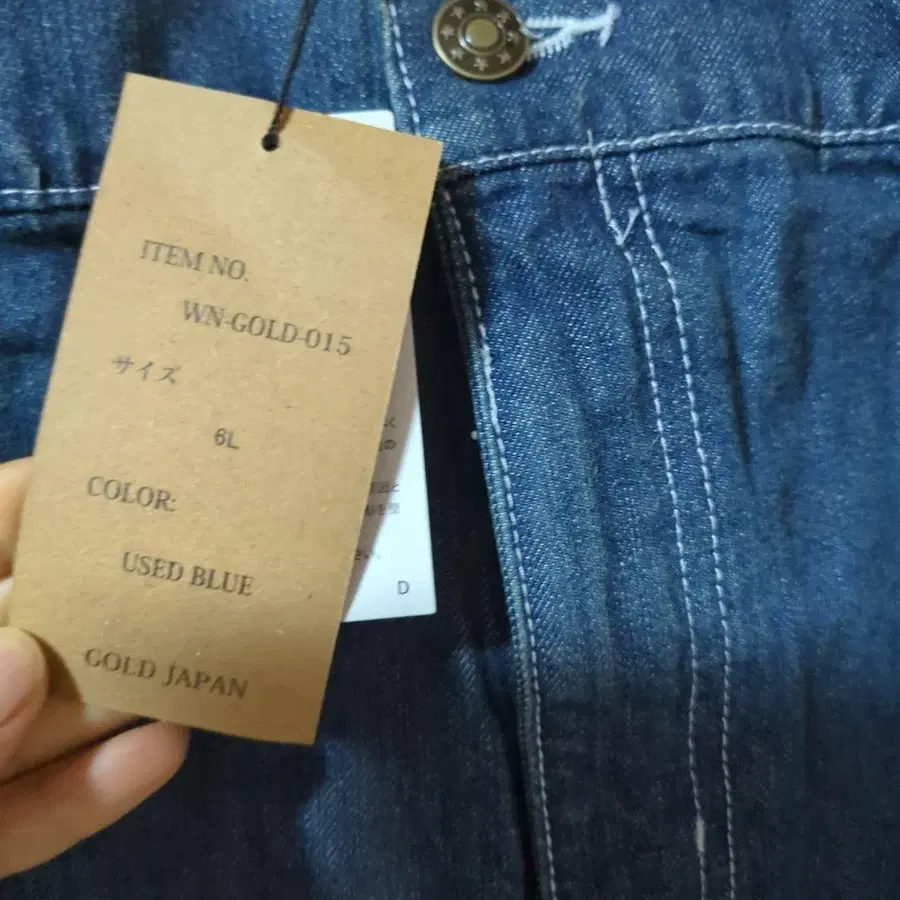 ITEM NO.
WN-GOLD-015
サイズ
6L
COLOR:
USED BLUE
GOLD JAPAN
D